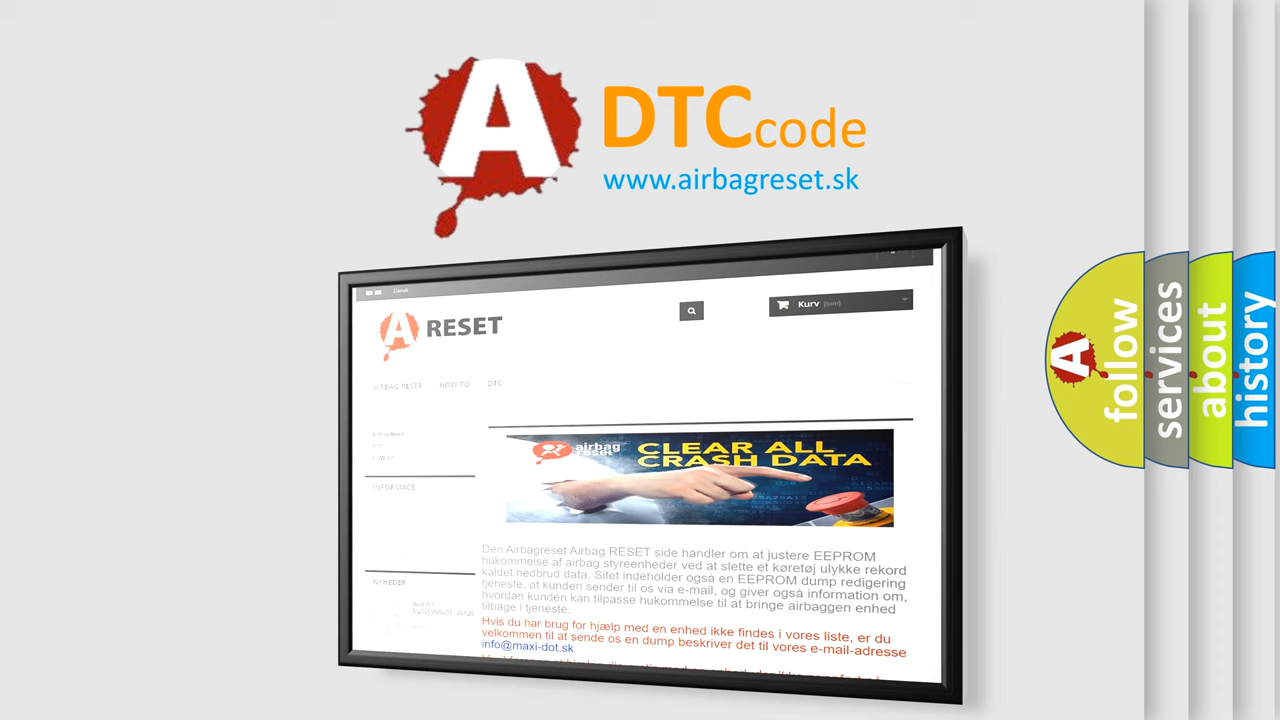 A
DTCcode
www.airbagreset.sk
Dansk
A RESET
Kurv (tom)
AIRBAG RESET HOW TO DTC
INFORMACE
NYHEDER
airbag
reset
CLEAR ALL
CRASH DATA
Den Airbagreset Airbag RESET side handler om at justere EEPROM
hukommelse af airbag styreenheder ved at slette et køretøj ulykke rekord
kaldet nedbrud data. Sitet indeholder også en EEPROM dump redigering
tjeneste, at kunden sender til os via e-mail, og giver også information om,
hvordan kunden kan tilpasse hukommelse til at bringe airbaggen enhed
tilbage i tjeneste.
Hvis du har brug for hjælp med en enhed ikke findes i vores liste, er du
velkommen til at sende os en dump beskriver det til vores e-mail-adresse
info@maxi-dot.sk
A
follow
services
about
history